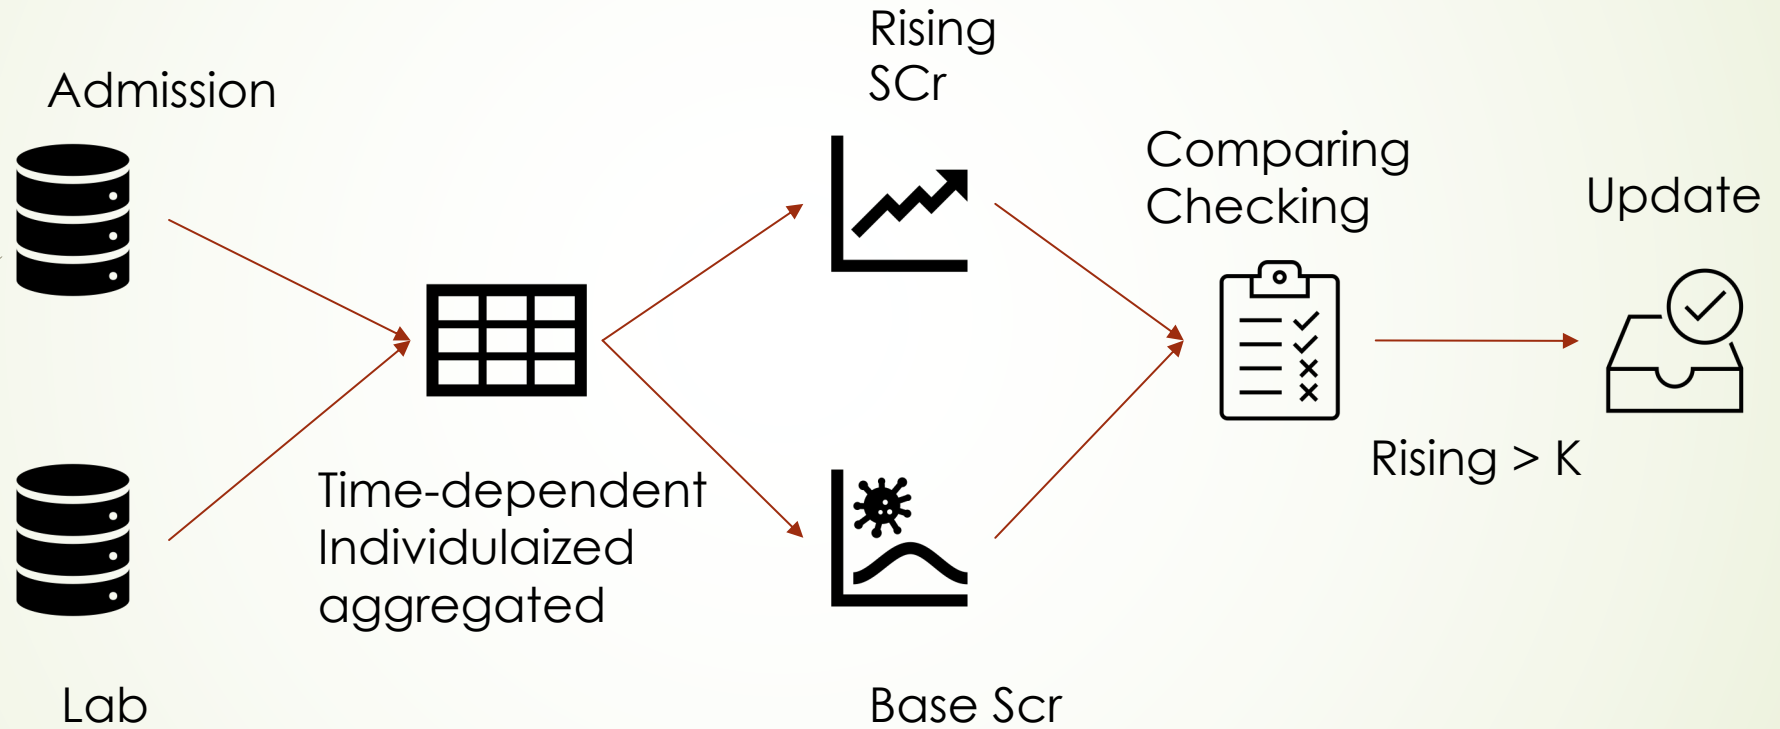 Admission
Rising
SCr
Comparing
Checking
Update
Time-dependent
Individulaized
aggregated
Rising > K
Lab
Base Scr